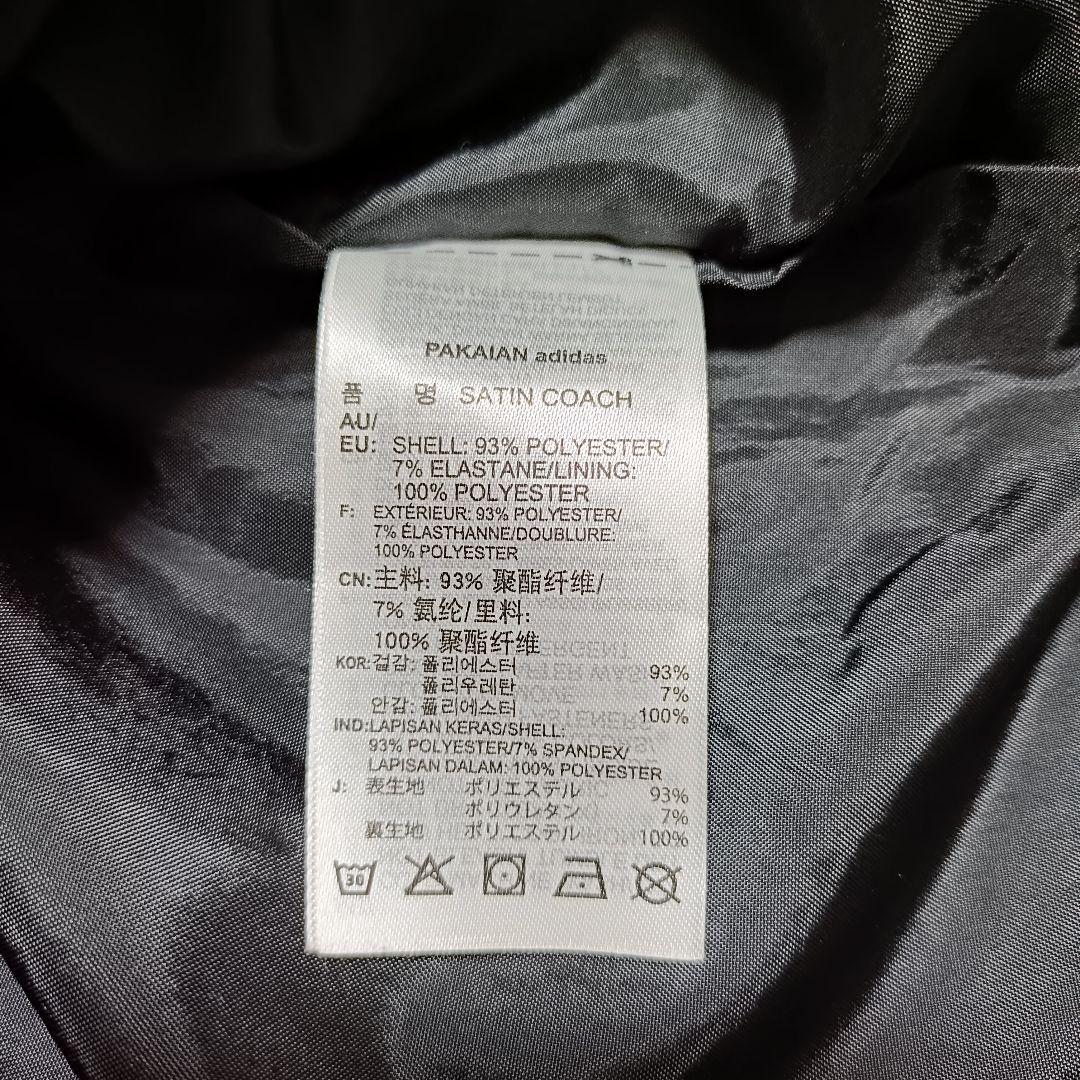 PAKAIAN adidas
품 명 SATIN COACH
AU/
EU: SHELL: 93% POLYESTER/
7% ELASTANE/LINING:
100% POLYESTER
F: EXTÉRIEUR: 93% POLYESTER/
7% ÉLASTHANNE/DOUBLURE:
100% POLYESTER
CN: 主料: 93% 聚酯纤维/
7% 氨纶/里料:
100% 聚酯纤维
KOR: 겉감: 폴리에스터 93%
폴리우레탄 7%
안감: 폴리에스터 100%
IND: LAPISAN KERAS/SHELL:
93% POLYESTER/7% SPANDEX/
LAPISAN DALAM: 100% POLYESTER
J: 表生地 ポリエステル 93%
ポリウレタン 7%
裏生地 ポリエステル 100%
30